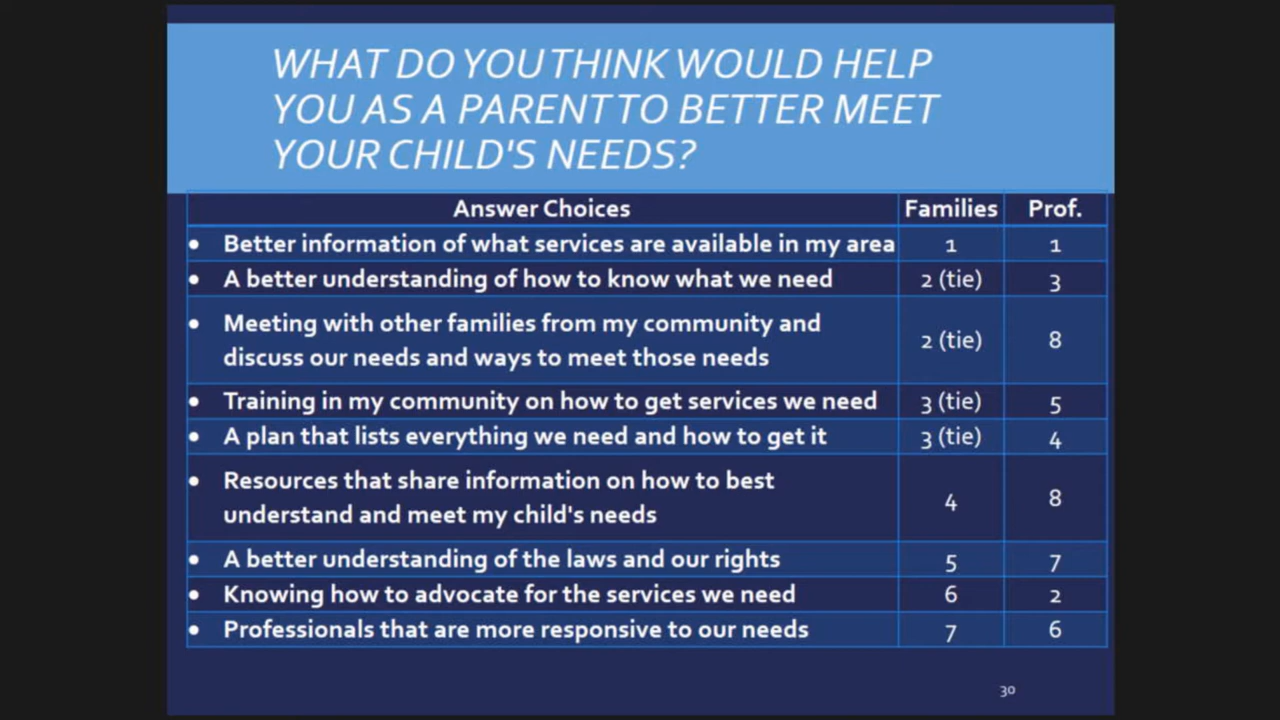 WHAT DO YOU THINK WOULD HELP
YOU AS A PARENT TO BETTER MEET
YOUR CHILD'S NEEDS?
Answer Choices Families Prof.
• Better information of what services are available in my area 1 1
• A better understanding of how to know what we need 2 (tie) 3
• Meeting with other families from my community and
discuss our needs and ways to meet those needs 2 (tie) 8
• Training in my community on how to get services we need 3 (tie) 5
• A plan that lists everything we need and how to get it 3 (tie) 4
• Resources that share information on how to best
understand and meet my child's needs 4 8
• A better understanding of the laws and our rights 5 7
• Knowing how to advocate for the services we need 6 2
• Professionals that are more responsive to our needs 7 6
30